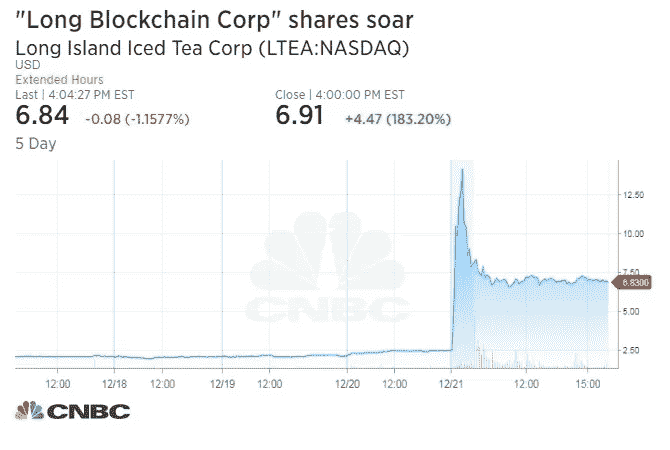 "Long Blockchain Corp" shares soar
Long Island Iced Tea Corp (LTEA:NASDAQ)
USD
Extended Hours
Last | 4:04:27 PM EST
6.84 -0.08 (-1.1577%)
Close | 4:00:00 PM EST
6.91 +4.47 (183.20%)
5 Day
12.50
10.00
7.50
6.8300
5.00
2.50
CNBC
12:00 12/18 12:00 12/19 12:00 12/20 12:00 12/21 12:00 15:00
CNBC